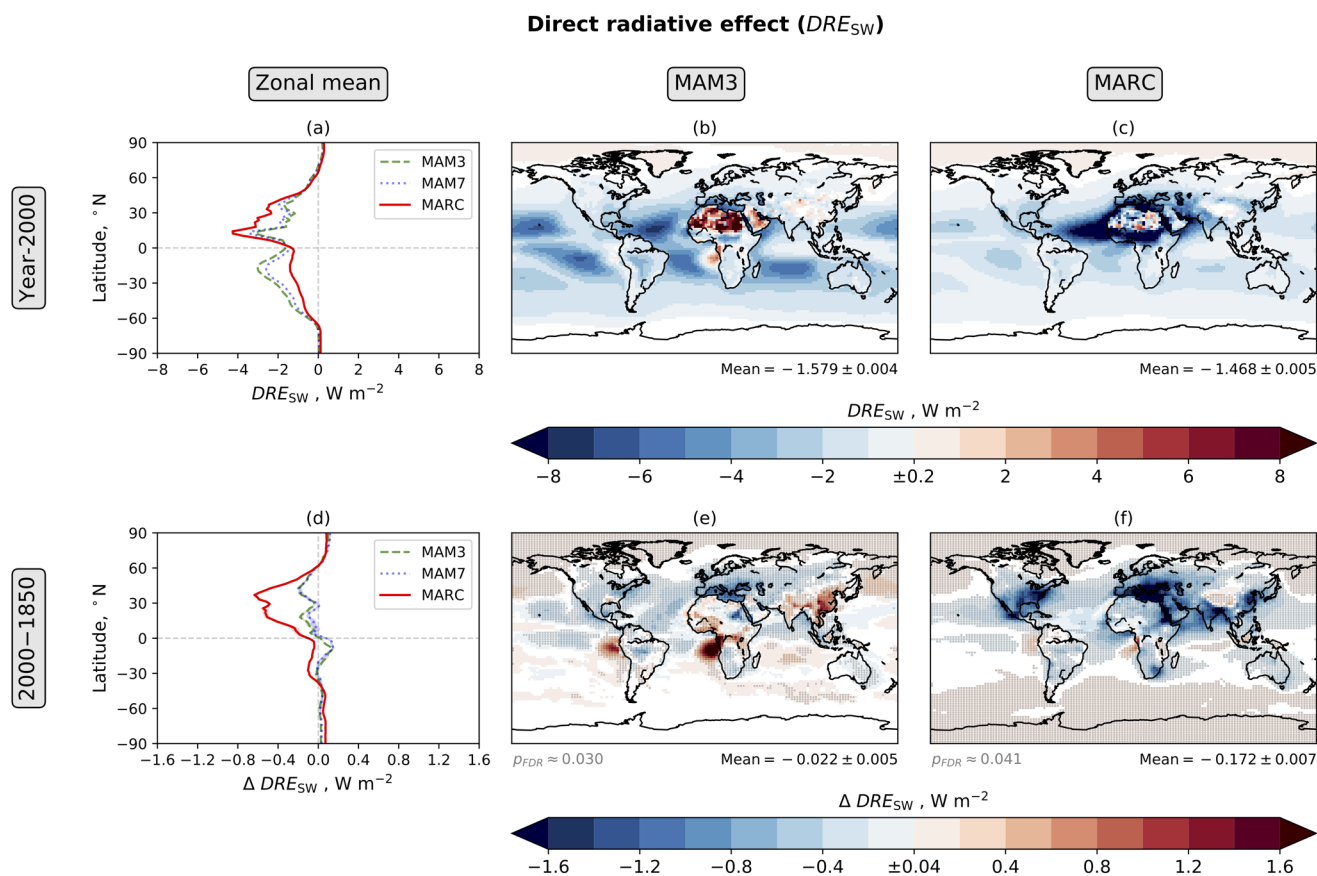 Direct radiative effect (DRE_SW)
Zonal mean
MAM3
MARC
Year-2000
(a)
90
60
30
0
−30
−60
−90
Latitude, °N
MAM3
MAM7
MARC
−8 −6 −4 −2 0 2 4 6 8
DRE_SW , W m⁻²
(b)
Mean = −1.579 ± 0.004
(c)
Mean = −1.468 ± 0.005
DRE_SW , W m⁻²
−8 −6 −4 −2 ±0.2 2 4 6 8
2000−1850
(d)
90
60
30
0
−30
−60
−90
Latitude, °N
MAM3
MAM7
MARC
−1.6 −1.2 −0.8 −0.4 0.0 0.4 0.8 1.2 1.6
Δ DRE_SW , W m⁻²
(e)
p_FDR ≈ 0.030
Mean = −0.022 ± 0.005
(f)
p_FDR ≈ 0.041
Mean = −0.172 ± 0.007
Δ DRE_SW , W m⁻²
−1.6 −1.2 −0.8 −0.4 ±0.04 0.4 0.8 1.2 1.6